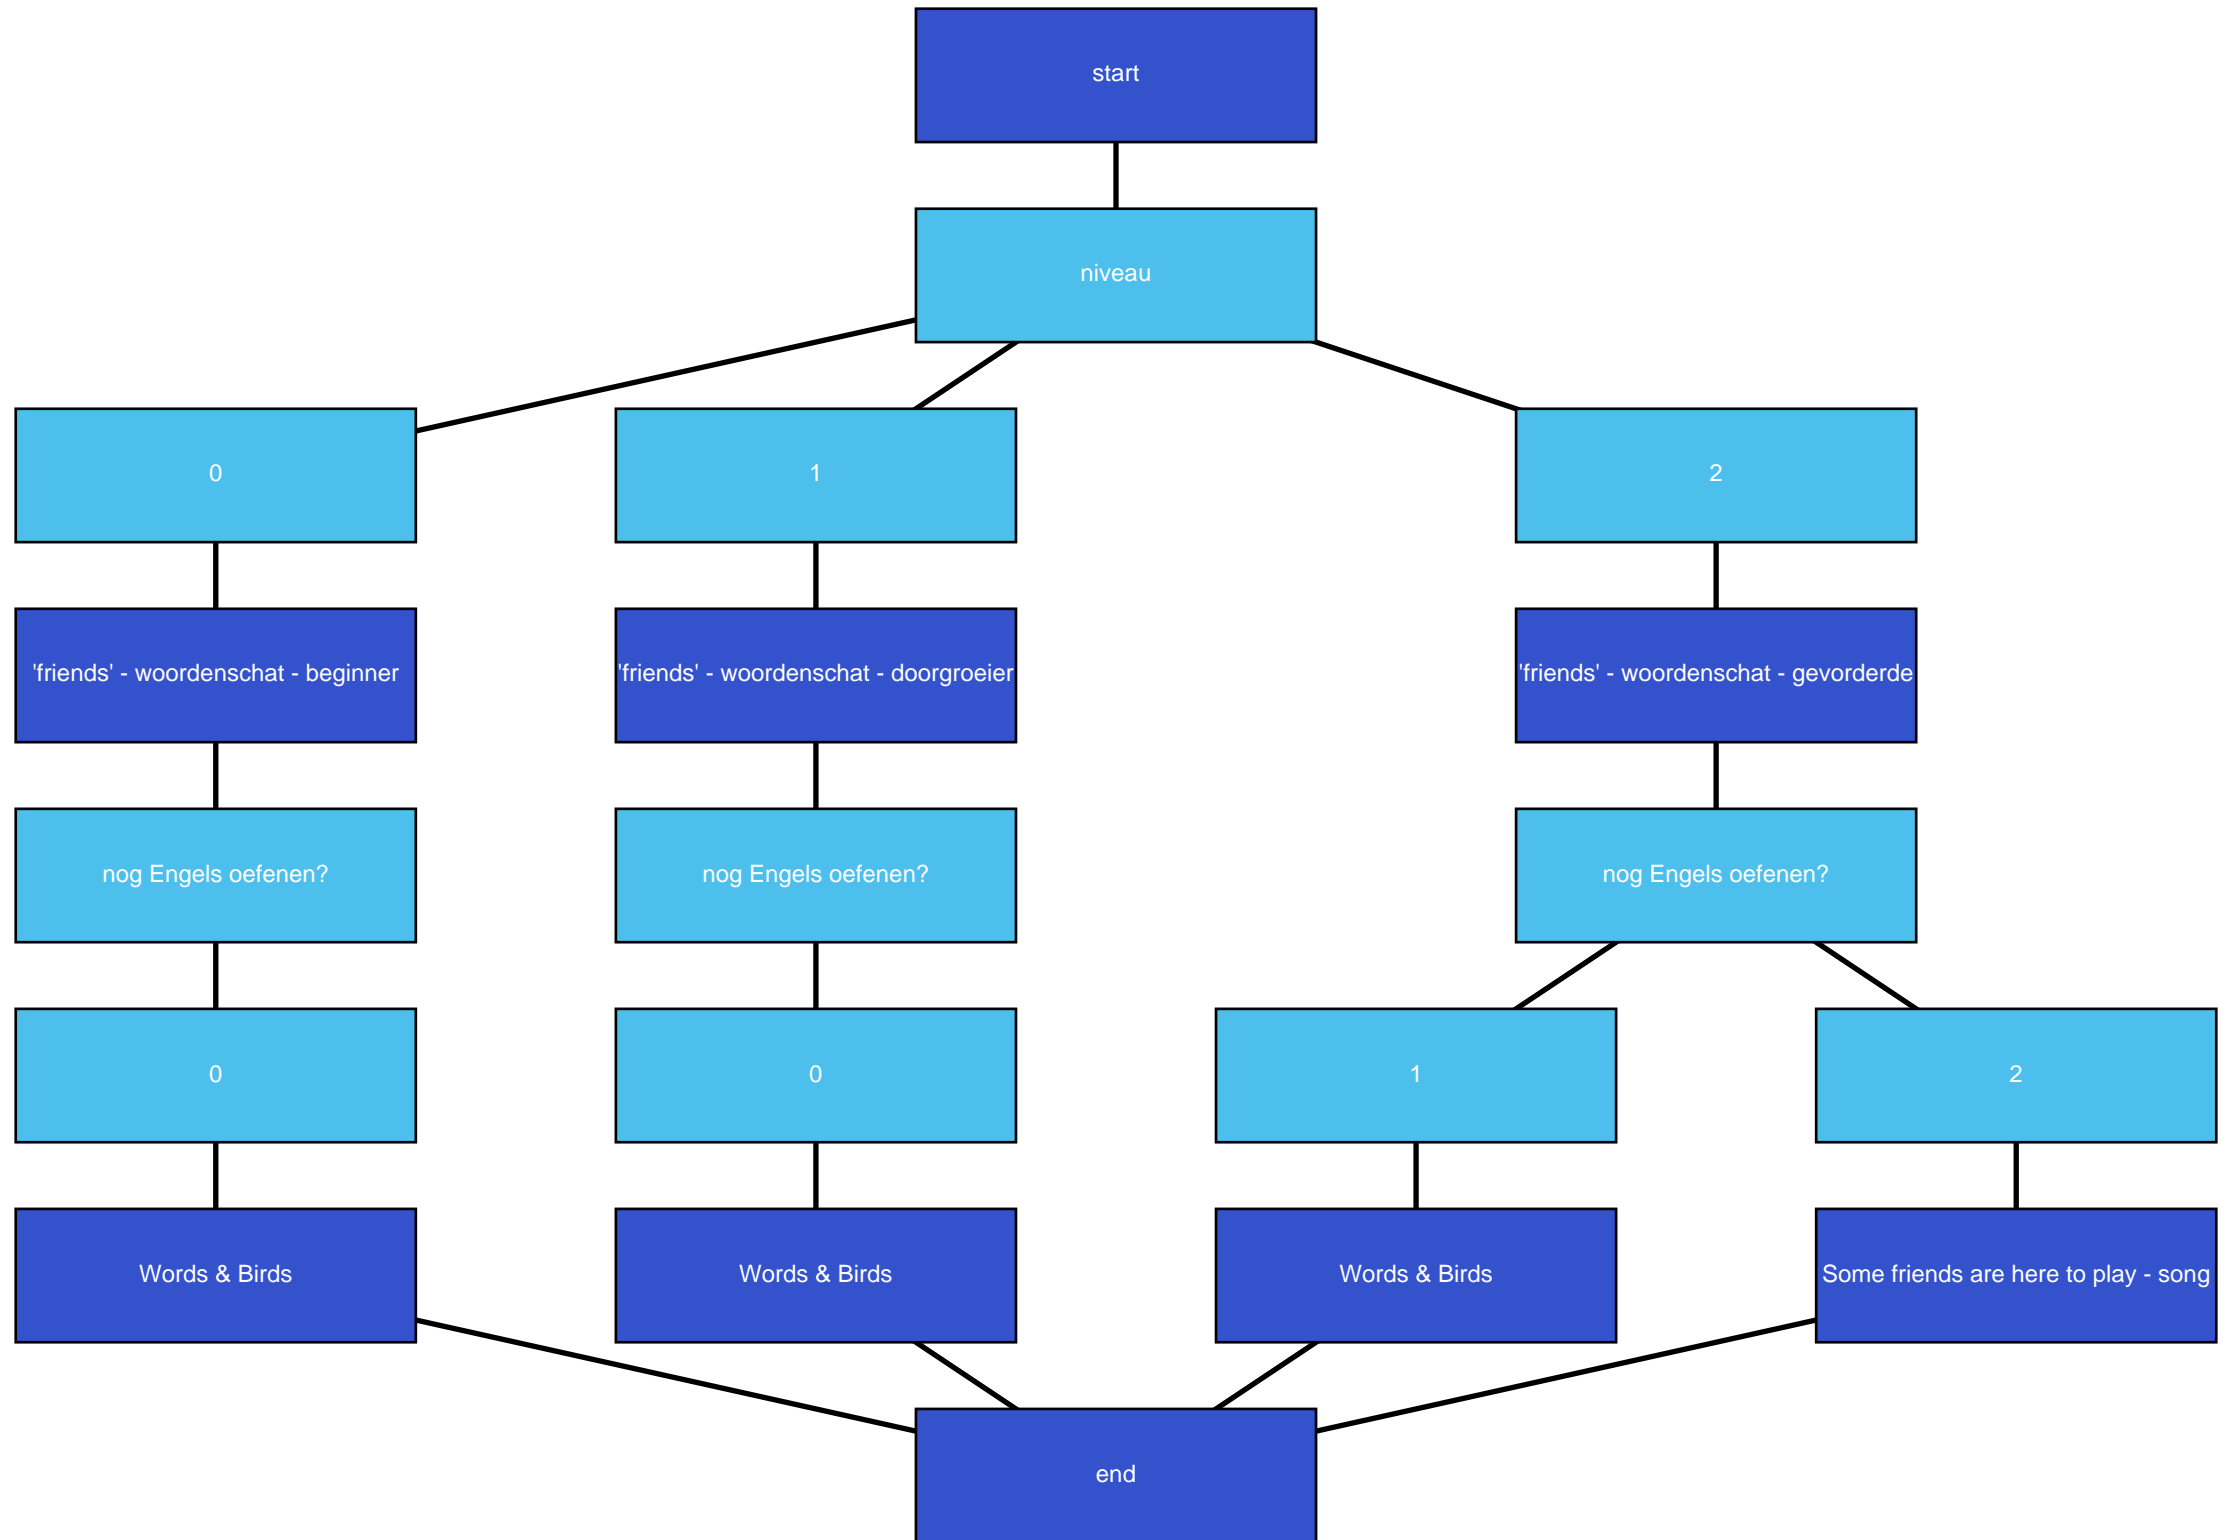 start
niveau
0
1
2
'friends' - woordenschat - beginner
'friends' - woordenschat - doorgroeier
'friends' - woordenschat - gevorderde
nog Engels oefenen?
nog Engels oefenen?
nog Engels oefenen?
0
0
1
2
Words & Birds
Words & Birds
Words & Birds
Some friends are here to play - song
end